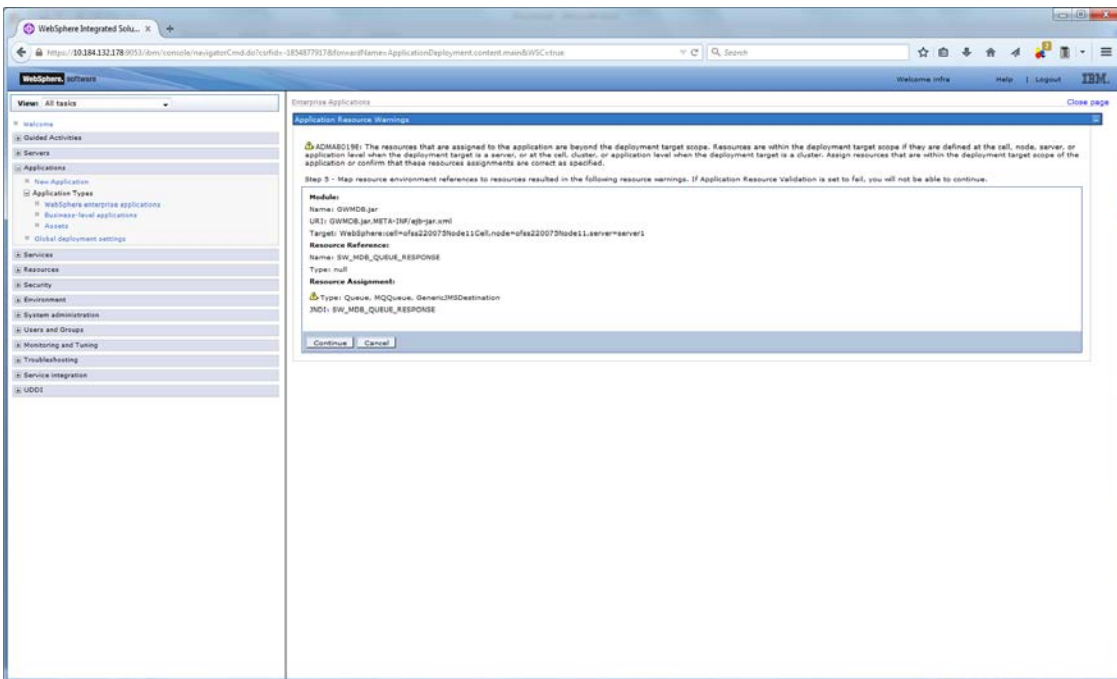 WebSphere Integrated Solu... ×
https://10.184.132.178:9053/ibm/console/navigatorCmd.do?csrfid=-1854877917&forwardName=ApplicationDeployment.content.main&WSC=true
Search
WebSphere. software
Welcome infra Help | Logout IBM.
View: All tasks
Welcome
Guided Activities
Servers
Applications
New Application
Application Types
WebSphere enterprise applications
Business-level applications
Assets
Global deployment settings
Services
Resources
Security
Environment
System administration
Users and Groups
Monitoring and Tuning
Troubleshooting
Service integration
UDDI
Enterprise Applications Close page
Application Resource Warnings
ADMA8019E: The resources that are assigned to the application are beyond the deployment target scope. Resources are within the deployment target scope if they are defined at the cell, node, server, or
application level when the deployment target is a server, or at the cell, cluster, or application level when the deployment target is a cluster. Assign resources that are within the deployment target scope of the
application or confirm that these resources assignments are correct as specified.
Step 5 - Map resource environment references to resources resulted in the following resource warnings. If Application Resource Validation is set to fail, you will not be able to continue.
Module:
Name: GWMDB.jar
URI: GWMDB.jar,META-INF/ejb-jar.xml
Target: WebSphere:cell=ofss220075Node11Cell,node=ofss220075Node11,server=server1
Resource Reference:
Name: SW_MDB_QUEUE_RESPONSE
Type: null
Resource Assignment:
Type: Queue, MQQueue, GenericJMSDestination
JNDI: SW_MDB_QUEUE_RESPONSE
Continue Cancel